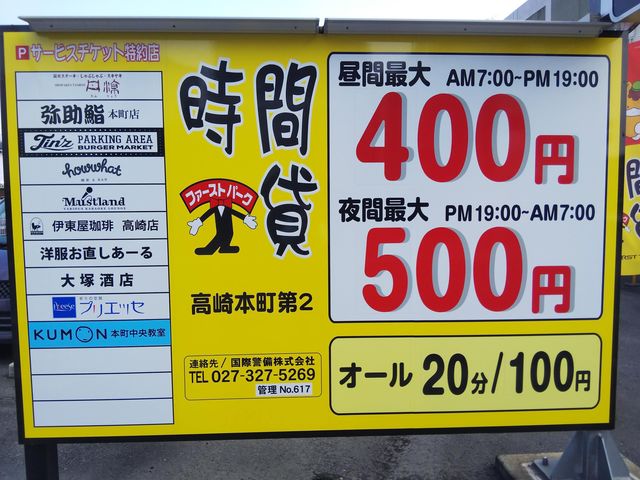 P サービスチケット特約店
弥助鮨 本町店
Tin'z PARKING AREA
BURGER MARKET
howwhat
伊東屋珈琲 高崎店
洋服お直しあーる
大塚酒店
プリエッセ
KUMON 本町中央教室
時間貸
ファーストパーク
高崎本町第2
連絡先/国際警備株式会社
TEL 027-327-5269
管理 No.617
昼間最大 AM7:00~PM19:00
400円
夜間最大 PM19:00~AM7:00
500円
オール 20分/100円